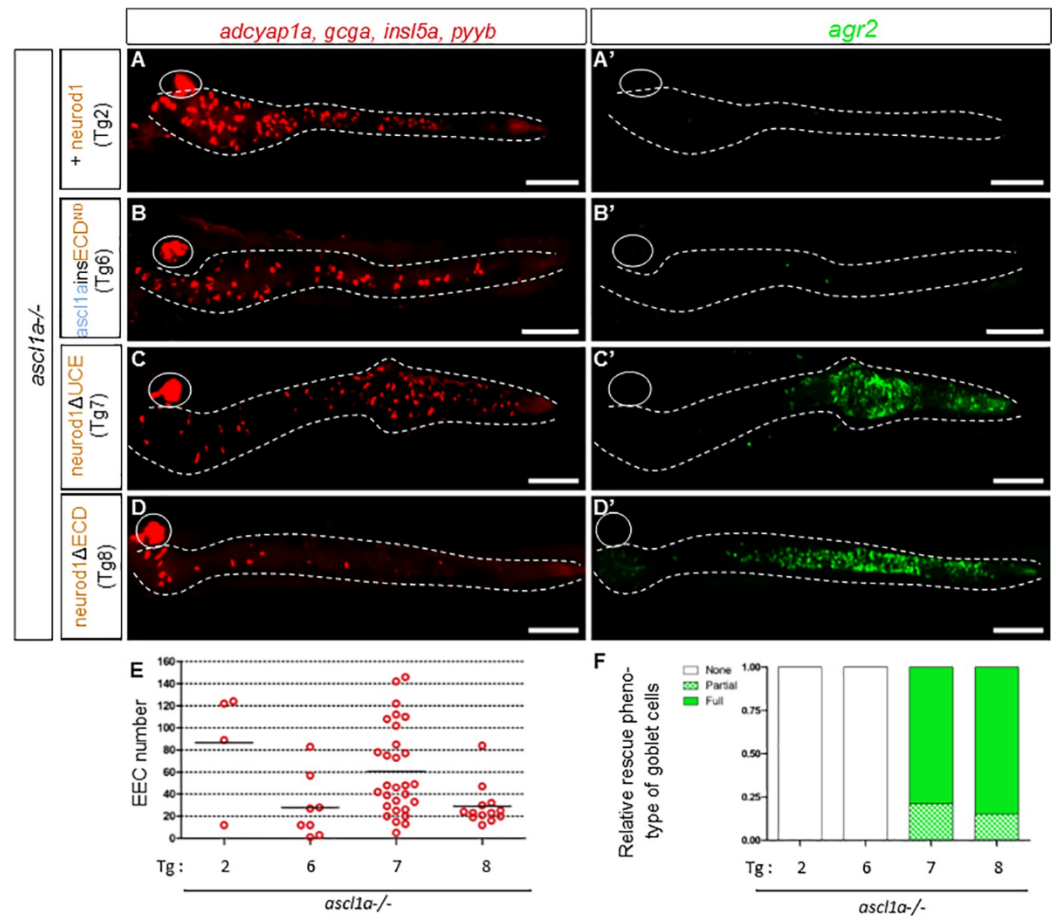 adcyap1a, gcga, insl5a, pyyb
agr2
ascl1a-/-
+ neurod1
(Tg2)
A
A'
ascl1ainsECDᴺᴰ
(Tg6)
B
B'
neurod1ΔUCE
(Tg7)
C
C'
neurod1ΔECD
(Tg8)
D
D'
E
EEC number
160
140
120
100
80
60
40
20
0
Tg : 2 6 7 8
ascl1a-/-
F
Relative rescue pheno-
type of goblet cells
None
Partial
Full
1.00
0.75
0.50
0.25
0.00
Tg : 2 6 7 8
ascl1a-/-